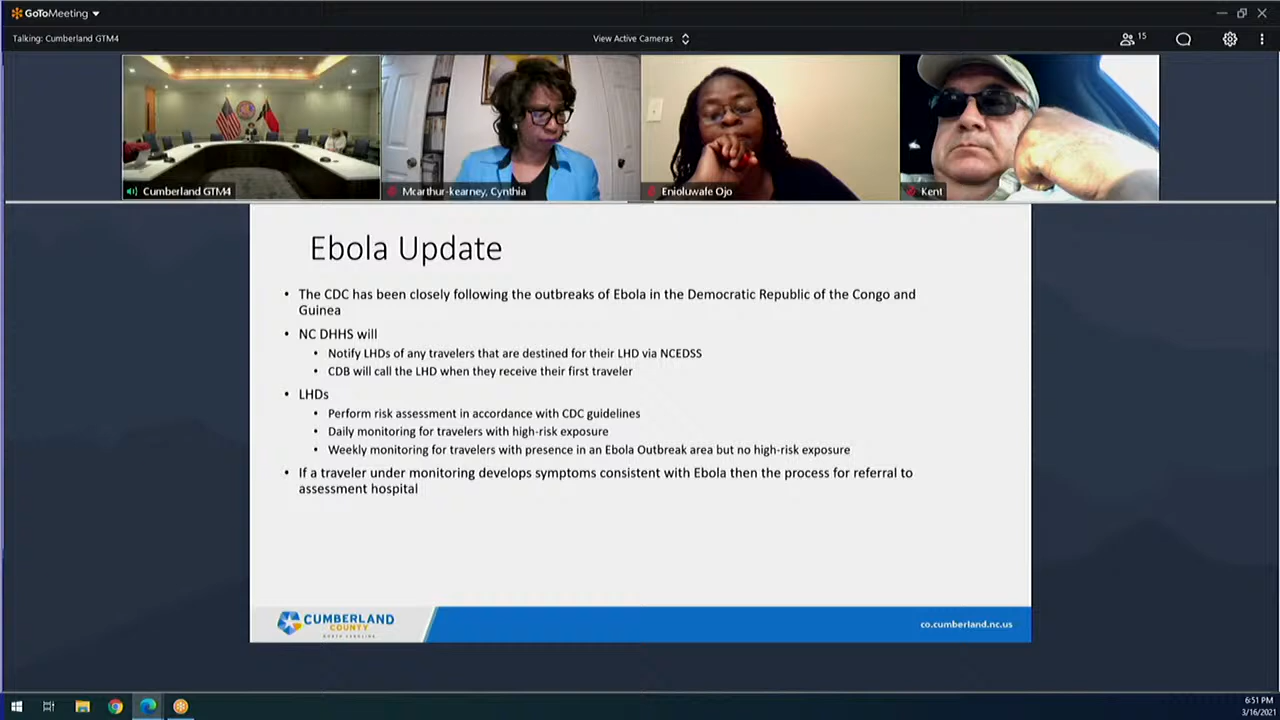 GoToMeeting
Talking: Cumberland GTM4
View Active Cameras
15
Cumberland GTM4
Mcarthur-kearney, Cynthia
Enioluwale Ojo
Kent
Ebola Update
• The CDC has been closely following the outbreaks of Ebola in the Democratic Republic of the Congo and
Guinea
• NC DHHS will
• Notify LHDs of any travelers that are destined for their LHD via NCEDSS
• CDB will call the LHD when they receive their first traveler
• LHDs
• Perform risk assessment in accordance with CDC guidelines
• Daily monitoring for travelers with high-risk exposure
• Weekly monitoring for travelers with presence in an Ebola Outbreak area but no high-risk exposure
• If a traveler under monitoring develops symptoms consistent with Ebola then the process for referral to
assessment hospital
CUMBERLAND
COUNTY
NORTH CAROLINA
co.cumberland.nc.us
6:51 PM
3/16/2021